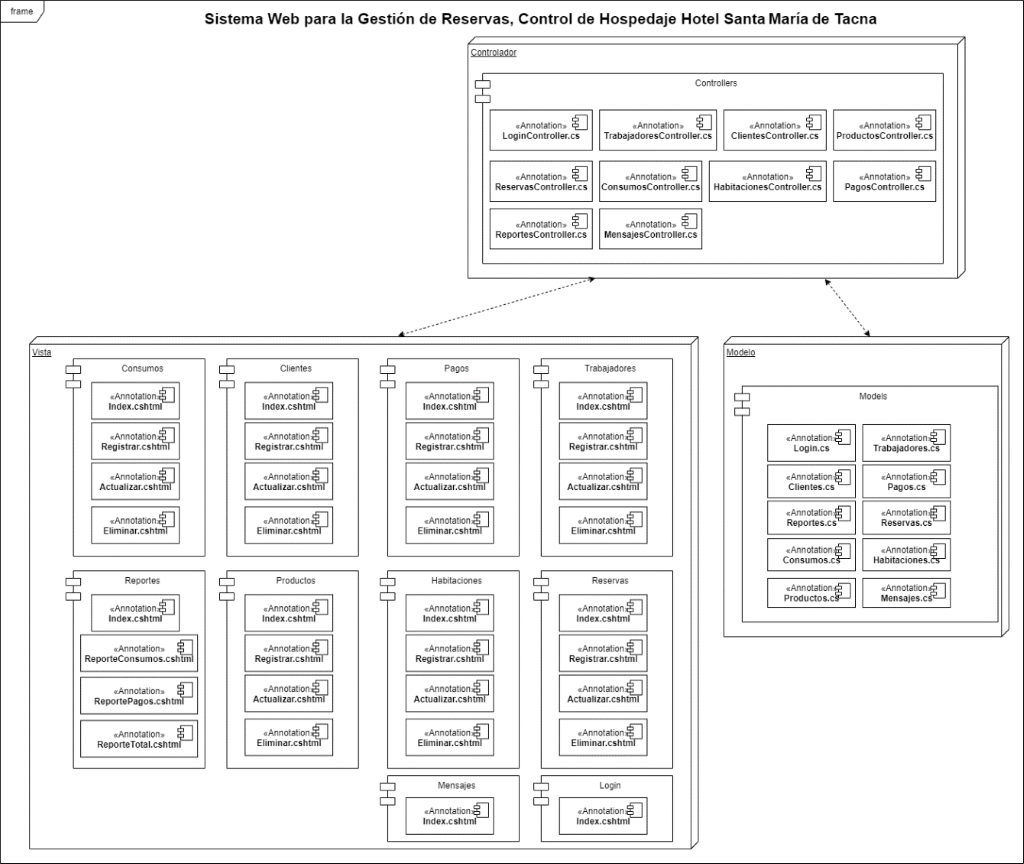 frame
Sistema Web para la Gestión de Reservas, Control de Hospedaje Hotel Santa María de Tacna
Controlador
Controllers
«Annotation»
LoginController.cs
«Annotation»
TrabajadoresController.cs
«Annotation»
ClientesController.cs
«Annotation»
ProductosController.cs
«Annotation»
ReservasController.cs
«Annotation»
ConsumosController.cs
«Annotation»
HabitacionesController.cs
«Annotation»
PagosController.cs
«Annotation»
ReportesController.cs
«Annotation»
MensajesController.cs
Vista
Consumos
«Annotation»
Index.cshtml
«Annotation»
Registrar.cshtml
«Annotation»
Actualizar.cshtml
«Annotation»
Eliminar.cshtml
Clientes
«Annotation»
Index.cshtml
«Annotation»
Registrar.cshtml
«Annotation»
Actualizar.cshtml
«Annotation»
Eliminar.cshtml
Pagos
«Annotation»
Index.cshtml
«Annotation»
Registrar.cshtml
«Annotation»
Actualizar.cshtml
«Annotation»
Eliminar.cshtml
Trabajadores
«Annotation»
Index.cshtml
«Annotation»
Registrar.cshtml
«Annotation»
Actualizar.cshtml
«Annotation»
Eliminar.cshtml
Reportes
«Annotation»
Index.cshtml
«Annotation»
ReporteConsumos.cshtml
«Annotation»
ReportePagos.cshtml
«Annotation»
ReporteTotal.cshtml
Productos
«Annotation»
Index.cshtml
«Annotation»
Registrar.cshtml
«Annotation»
Actualizar.cshtml
«Annotation»
Eliminar.cshtml
Habitaciones
«Annotation»
Index.cshtml
«Annotation»
Registrar.cshtml
«Annotation»
Actualizar.cshtml
«Annotation»
Eliminar.cshtml
Reservas
«Annotation»
Index.cshtml
«Annotation»
Registrar.cshtml
«Annotation»
Actualizar.cshtml
«Annotation»
Eliminar.cshtml
Mensajes
«Annotation»
Index.cshtml
Login
«Annotation»
Index.cshtml
Modelo
Models
«Annotation»
Login.cs
«Annotation»
Trabajadores.cs
«Annotation»
Clientes.cs
«Annotation»
Pagos.cs
«Annotation»
Reportes.cs
«Annotation»
Reservas.cs
«Annotation»
Consumos.cs
«Annotation»
Habitaciones.cs
«Annotation»
Productos.cs
«Annotation»
Mensajes.cs